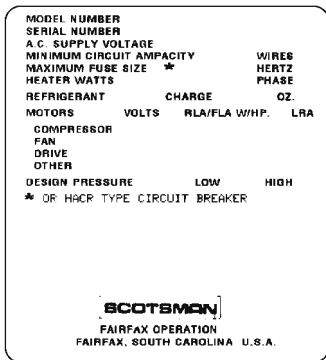 MODEL NUMBER
SERIAL NUMBER
A.C. SUPPLY VOLTAGE
MINIMUM CIRCUIT AMPACITY WIRES
MAXIMUM FUSE SIZE * HERTZ
HEATER WATTS PHASE
REFRIGERANT CHARGE OZ.
MOTORS VOLTS RLA/FLA W/HP. LRA
COMPRESSOR
FAN
DRIVE
OTHER
DESIGN PRESSURE LOW HIGH
* OR HACR TYPE CIRCUIT BREAKER
SCOTSMAN
FAIRFAX OPERATION
FAIRFAX, SOUTH CAROLINA U.S.A.